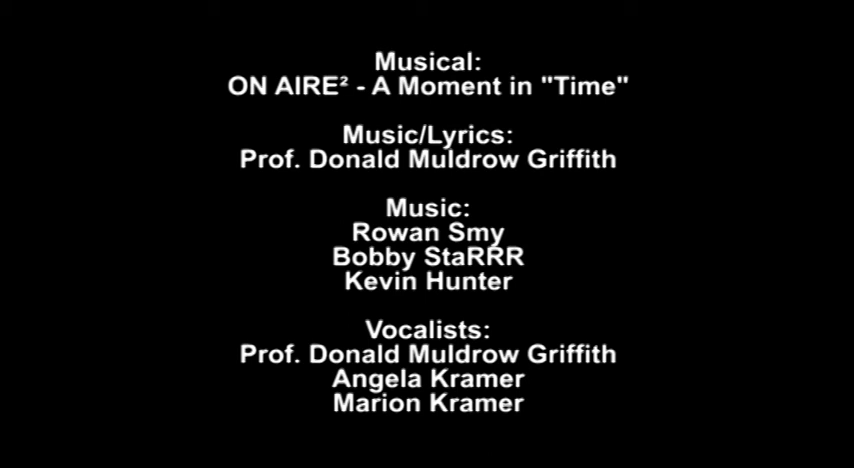 Musical:
ON AIRE² - A Moment in "Time"
Music/Lyrics:
Prof. Donald Muldrow Griffith
Music:
Rowan Smy
Bobby StaRRR
Kevin Hunter
Vocalists:
Prof. Donald Muldrow Griffith
Angela Kramer
Marion Kramer